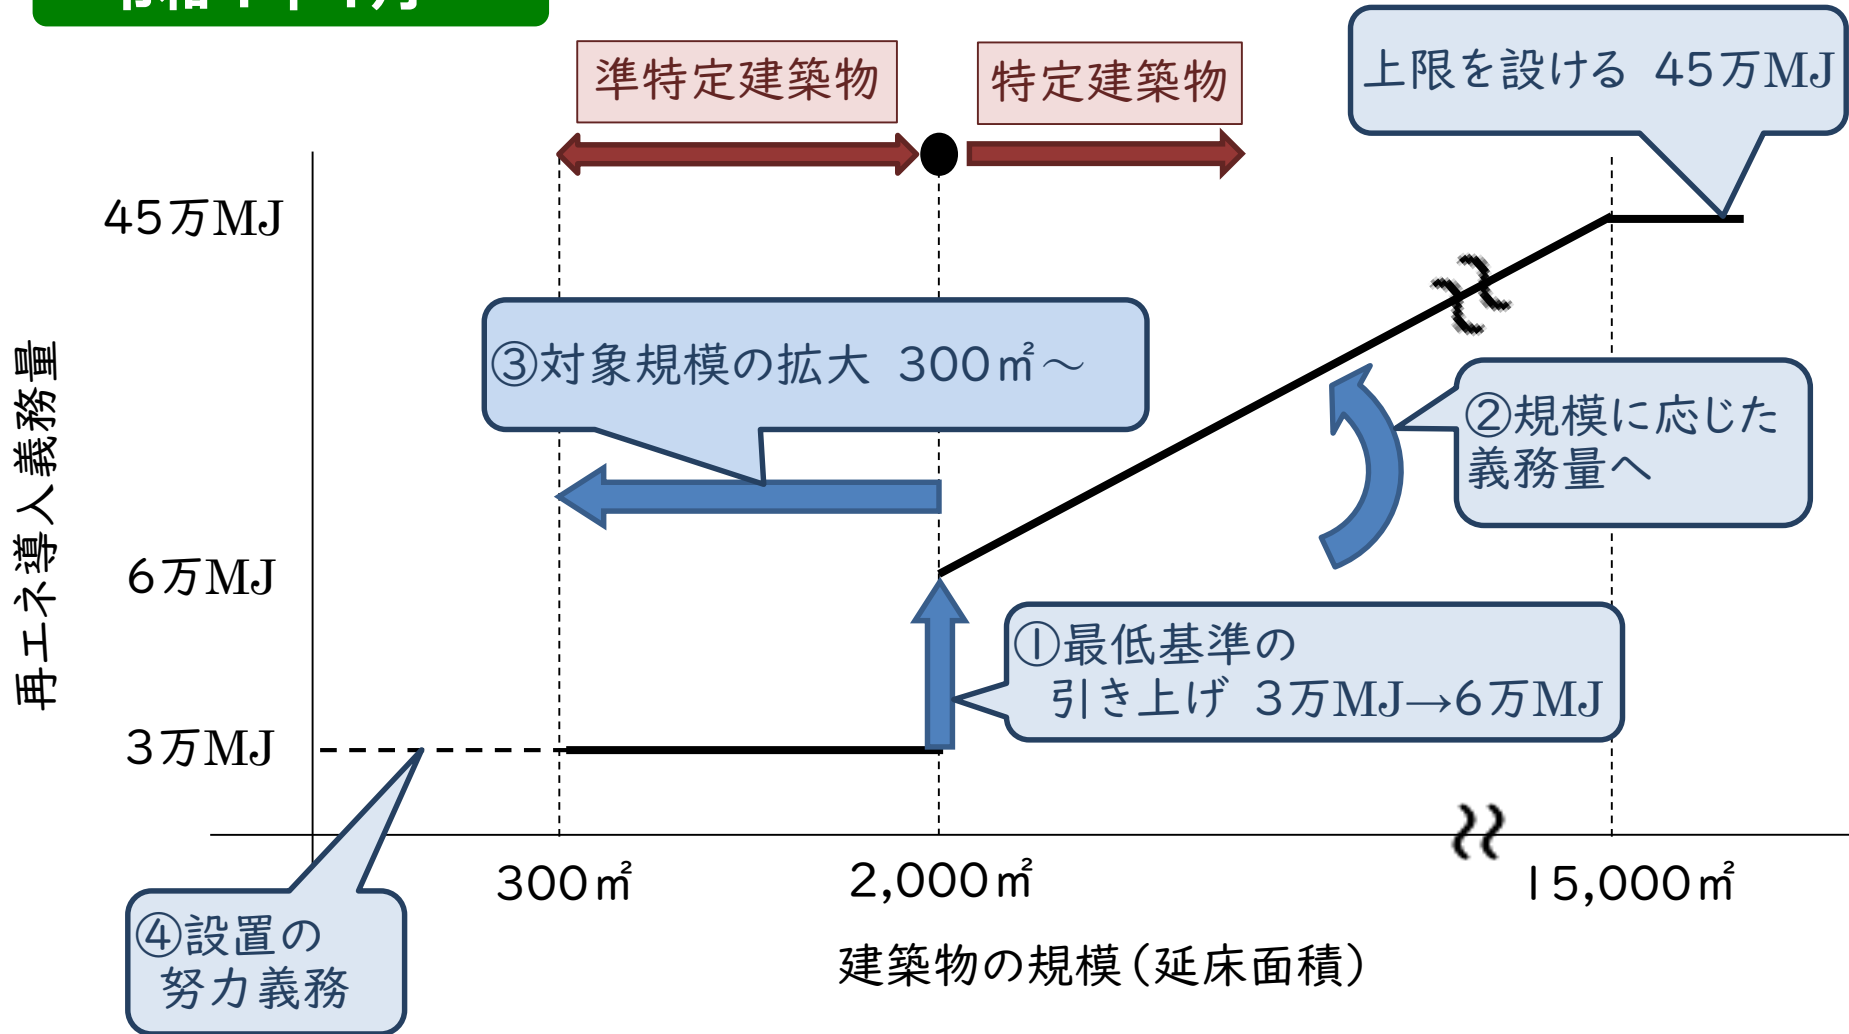 準特定建築物
特定建築物
上限を設ける 45万MJ
45万MJ
③対象規模の拡大 300㎡～
②規模に応じた
義務量へ
再エネ導入義務量
6万MJ
①最低基準の
引き上げ 3万MJ→6万MJ
3万MJ
300㎡
2,000㎡
15,000㎡
④設置の
努力義務
建築物の規模（延床面積）